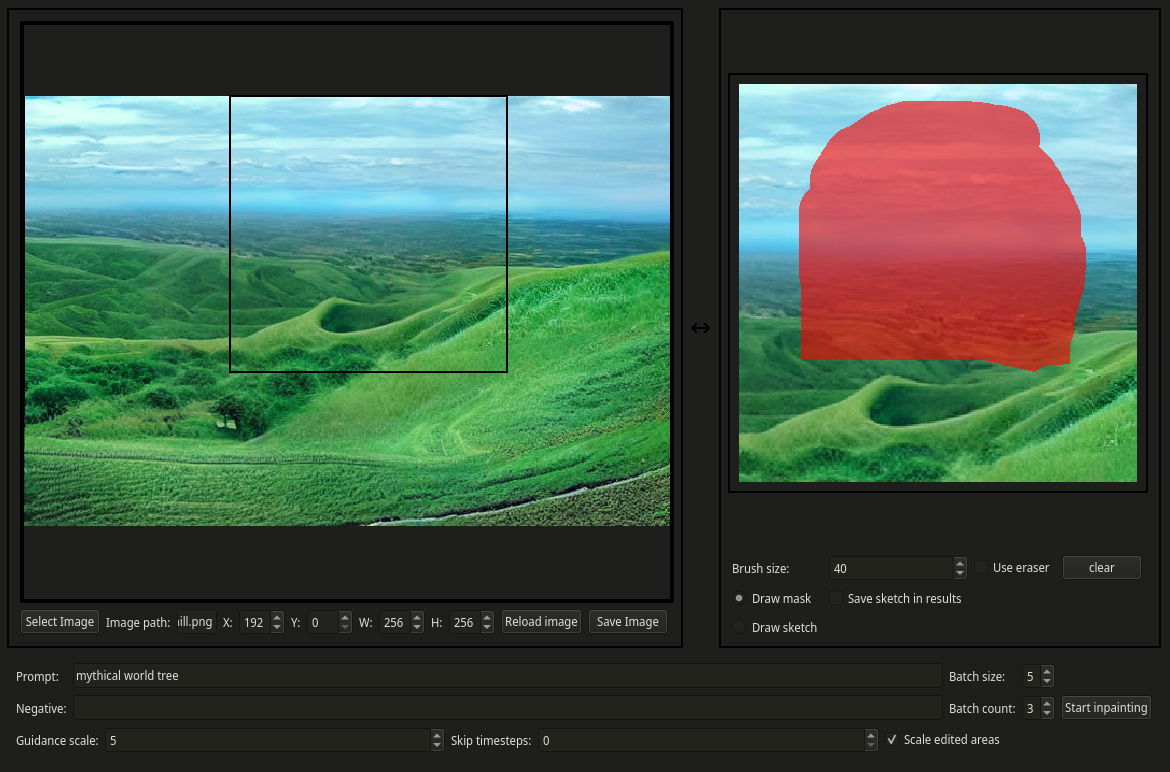 Select Image Image path: ill.png X: 192 Y: 0 W: 256 H: 256 Reload image Save Image
Brush size: 40 Use eraser clear
Draw mask Save sketch in results
Draw sketch
Prompt: mythical world tree Batch size: 5
Negative: Batch count: 3 Start inpainting
Guidance scale: 5 Skip timesteps: 0 Scale edited areas